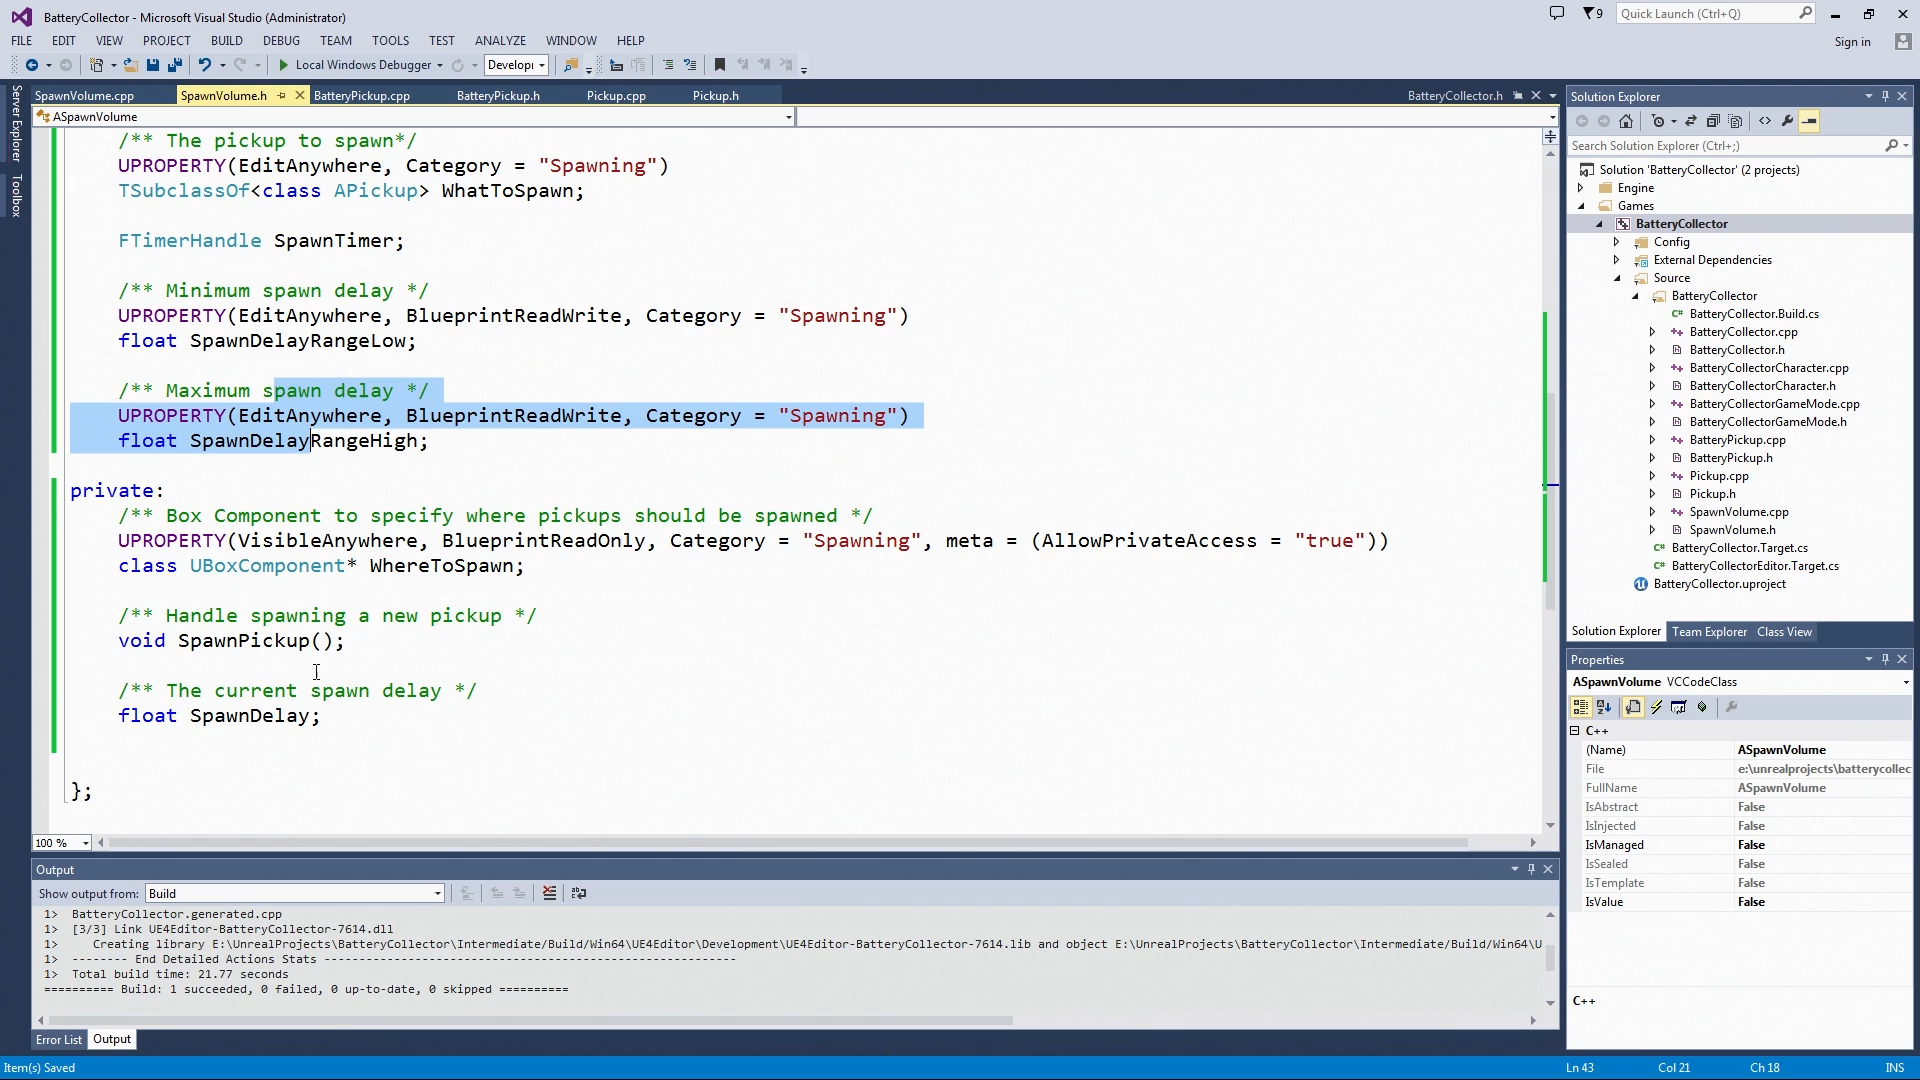 BatteryCollector - Microsoft Visual Studio (Administrator)
9
Quick Launch (Ctrl+Q)
FILE EDIT VIEW PROJECT BUILD DEBUG TEAM TOOLS TEST ANALYZE WINDOW HELP
Sign in
Local Windows Debugger
Develop
Server Explorer
Toolbox
SpawnVolume.cpp SpawnVolume.h BatteryPickup.cpp BatteryPickup.h Pickup.cpp Pickup.h BatteryCollector.h
ASpawnVolume
/** The pickup to spawn*/
UPROPERTY(EditAnywhere, Category = "Spawning")
TSubclassOf<class APickup> WhatToSpawn;
FTimerHandle SpawnTimer;
/** Minimum spawn delay */
UPROPERTY(EditAnywhere, BlueprintReadWrite, Category = "Spawning")
float SpawnDelayRangeLow;
/** Maximum spawn delay */
UPROPERTY(EditAnywhere, BlueprintReadWrite, Category = "Spawning")
float SpawnDelayRangeHigh;
private:
/** Box Component to specify where pickups should be spawned */
UPROPERTY(VisibleAnywhere, BlueprintReadOnly, Category = "Spawning", meta = (AllowPrivateAccess = "true"))
class UBoxComponent* WhereToSpawn;
/** Handle spawning a new pickup */
void SpawnPickup();
/** The current spawn delay */
float SpawnDelay;
};
100 %
Output
Show output from: Build
1> BatteryCollector.generated.cpp
1> [3/3] Link UE4Editor-BatteryCollector-7614.dll
1> Creating library E:\UnrealProjects\BatteryCollector\Intermediate/Build/Win64\UE4Editor\Development\UE4Editor-BatteryCollector-7614.lib and object E:\UnrealProjects\BatteryCollector\Intermediate/Build/Win64\U
1> -------- End Detailed Actions Stats -----------------------------------------------------------
1> Total build time: 21.77 seconds
========== Build: 1 succeeded, 0 failed, 0 up-to-date, 0 skipped ==========
Error List Output
Solution Explorer
Search Solution Explorer (Ctrl+;)
Solution 'BatteryCollector' (2 projects)
Engine
Games
BatteryCollector
Config
External Dependencies
Source
BatteryCollector
BatteryCollector.Build.cs
BatteryCollector.cpp
BatteryCollector.h
BatteryCollectorCharacter.cpp
BatteryCollectorCharacter.h
BatteryCollectorGameMode.cpp
BatteryCollectorGameMode.h
BatteryPickup.cpp
BatteryPickup.h
Pickup.cpp
Pickup.h
SpawnVolume.cpp
SpawnVolume.h
BatteryCollector.Target.cs
BatteryCollectorEditor.Target.cs
BatteryCollector.uproject
Solution Explorer Team Explorer Class View
Properties
ASpawnVolume VCCodeClass
C++
(Name) ASpawnVolume
File e:\unrealprojects\batterycollec
FullName ASpawnVolume
IsAbstract False
IsInjected False
IsManaged False
IsSealed False
IsTemplate False
IsValue False
C++
Item(s) Saved Ln 43 Col 21 Ch 18 INS